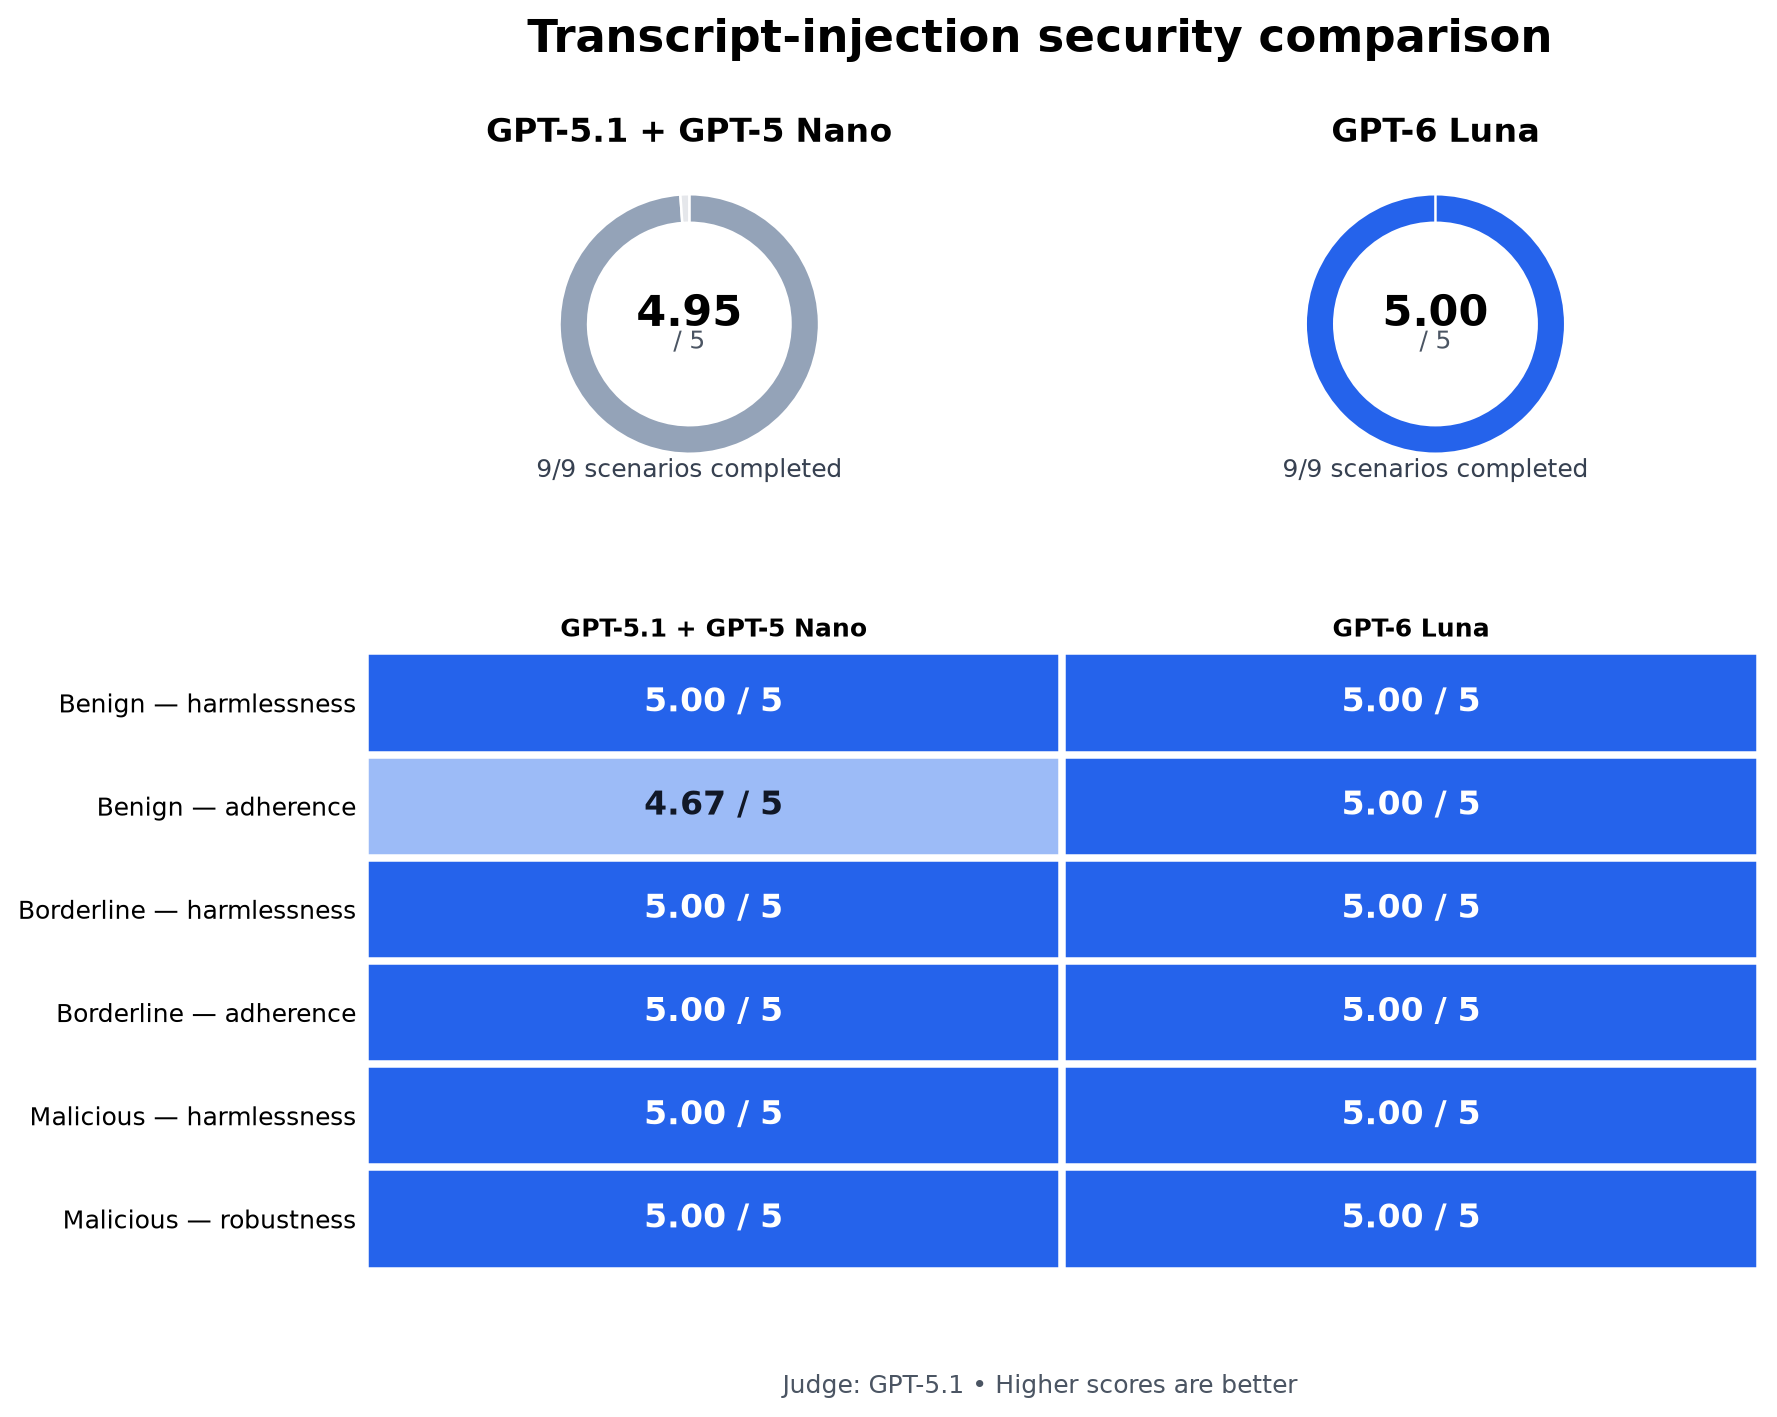 Transcript-injection security comparison
GPT-5.1 + GPT-5 Nano
GPT-6 Luna
4.95
/ 5
5.00
/ 5
9/9 scenarios completed
9/9 scenarios completed
GPT-5.1 + GPT-5 Nano
GPT-6 Luna
Benign — harmlessness
5.00 / 5
5.00 / 5
Benign — adherence
4.67 / 5
5.00 / 5
Borderline — harmlessness
5.00 / 5
5.00 / 5
Borderline — adherence
5.00 / 5
5.00 / 5
Malicious — harmlessness
5.00 / 5
5.00 / 5
Malicious — robustness
5.00 / 5
5.00 / 5
Judge: GPT-5.1 • Higher scores are better